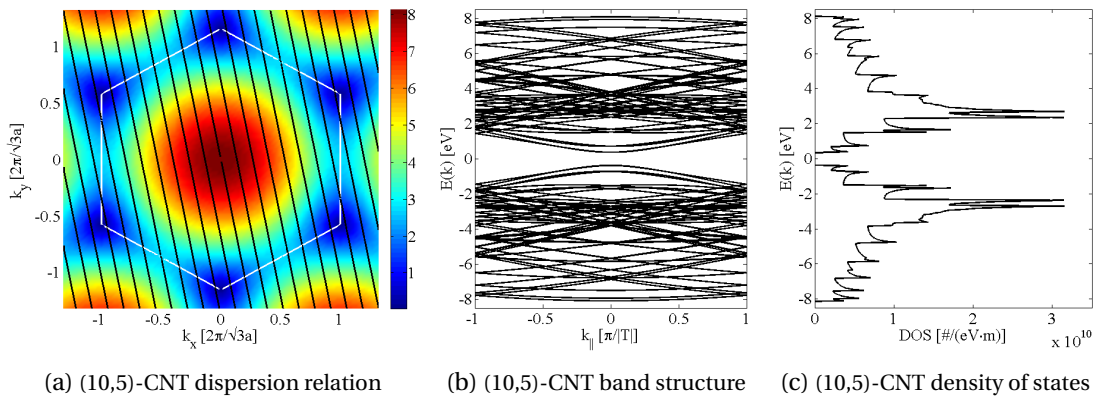 8
7
6
5
4
3
2
1
1
0.5
0
-0.5
-1
-1 -0.5 0 0.5 1
k_x [2π/√3a]
k_y [2π/√3a]
8
6
4
2
0
-2
-4
-6
-8
-1 -0.5 0 0.5 1
k_|| [π/|T|]
E(k) [eV]
8
6
4
2
0
-2
-4
-6
-8
0 1 2 3
x 10^10
DOS [#/(eV·m)]
E(k) [eV]
(a) (10,5)-CNT dispersion relation
(b) (10,5)-CNT band structure
(c) (10,5)-CNT density of states